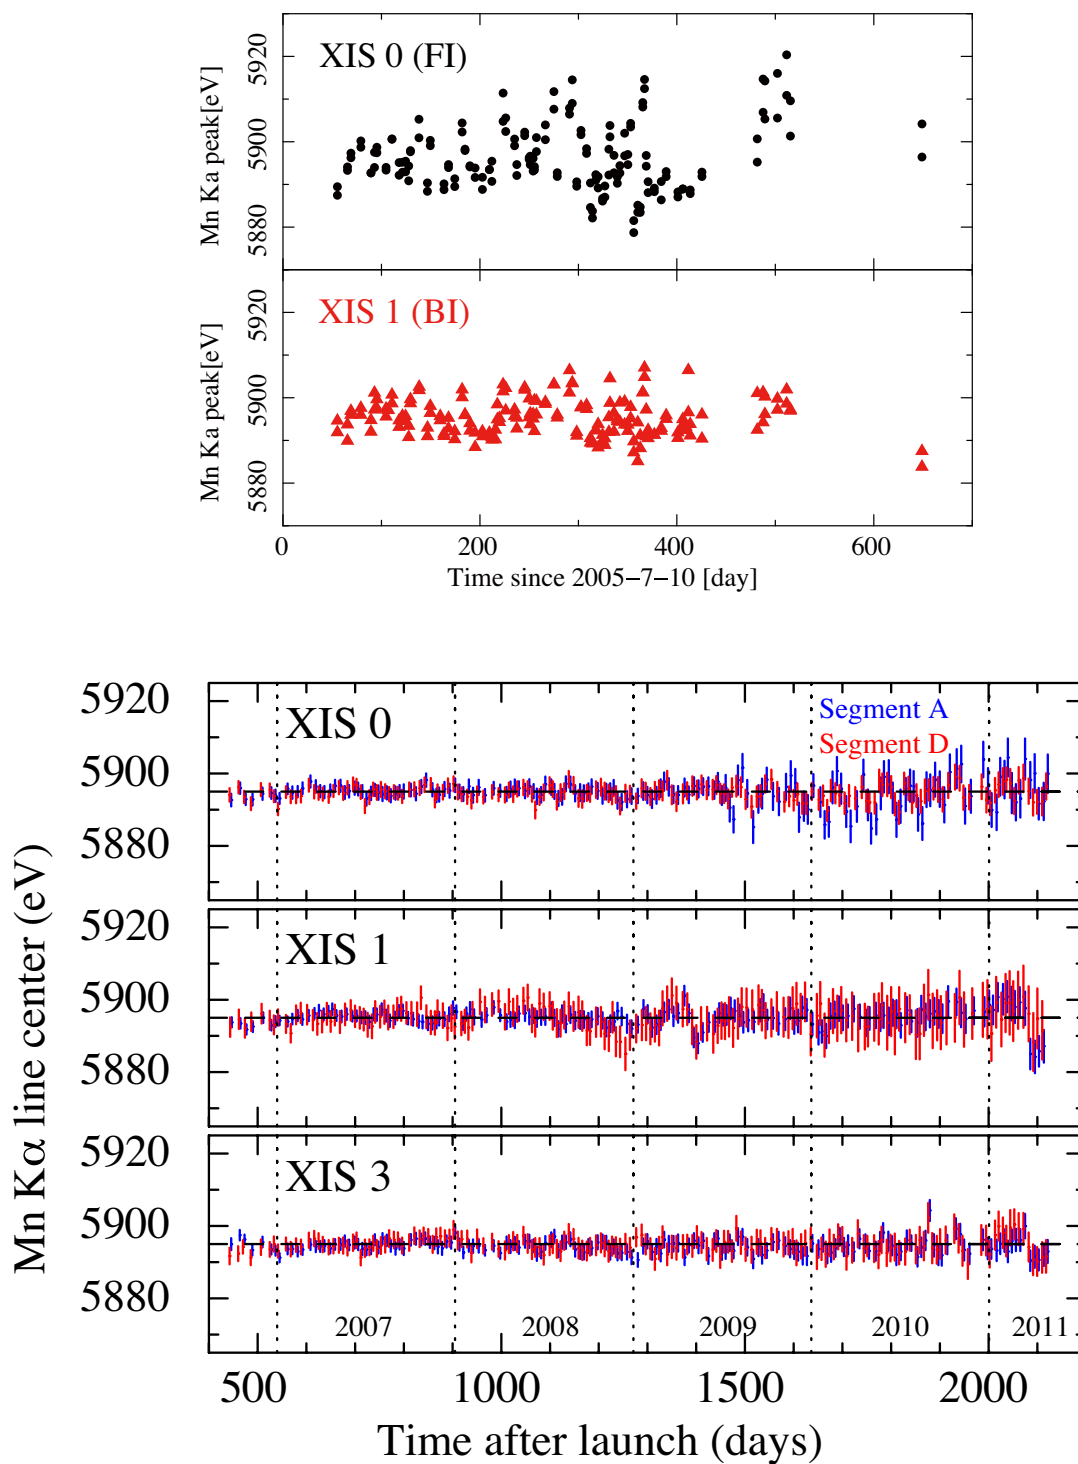 XIS 0 (FI)
Mn Ka peak[eV]
5920
5900
5880
XIS 1 (BI)
Mn Ka peak[eV]
5920
5900
5880
0 200 400 600
Time since 2005−7−10 [day]
Mn Kα line center (eV)
5920
5900
5880
XIS 0
Segment A
Segment D
5920
5900
5880
XIS 1
5920
5900
5880
XIS 3
2007 2008 2009 2010 2011
500 1000 1500 2000
Time after launch (days)